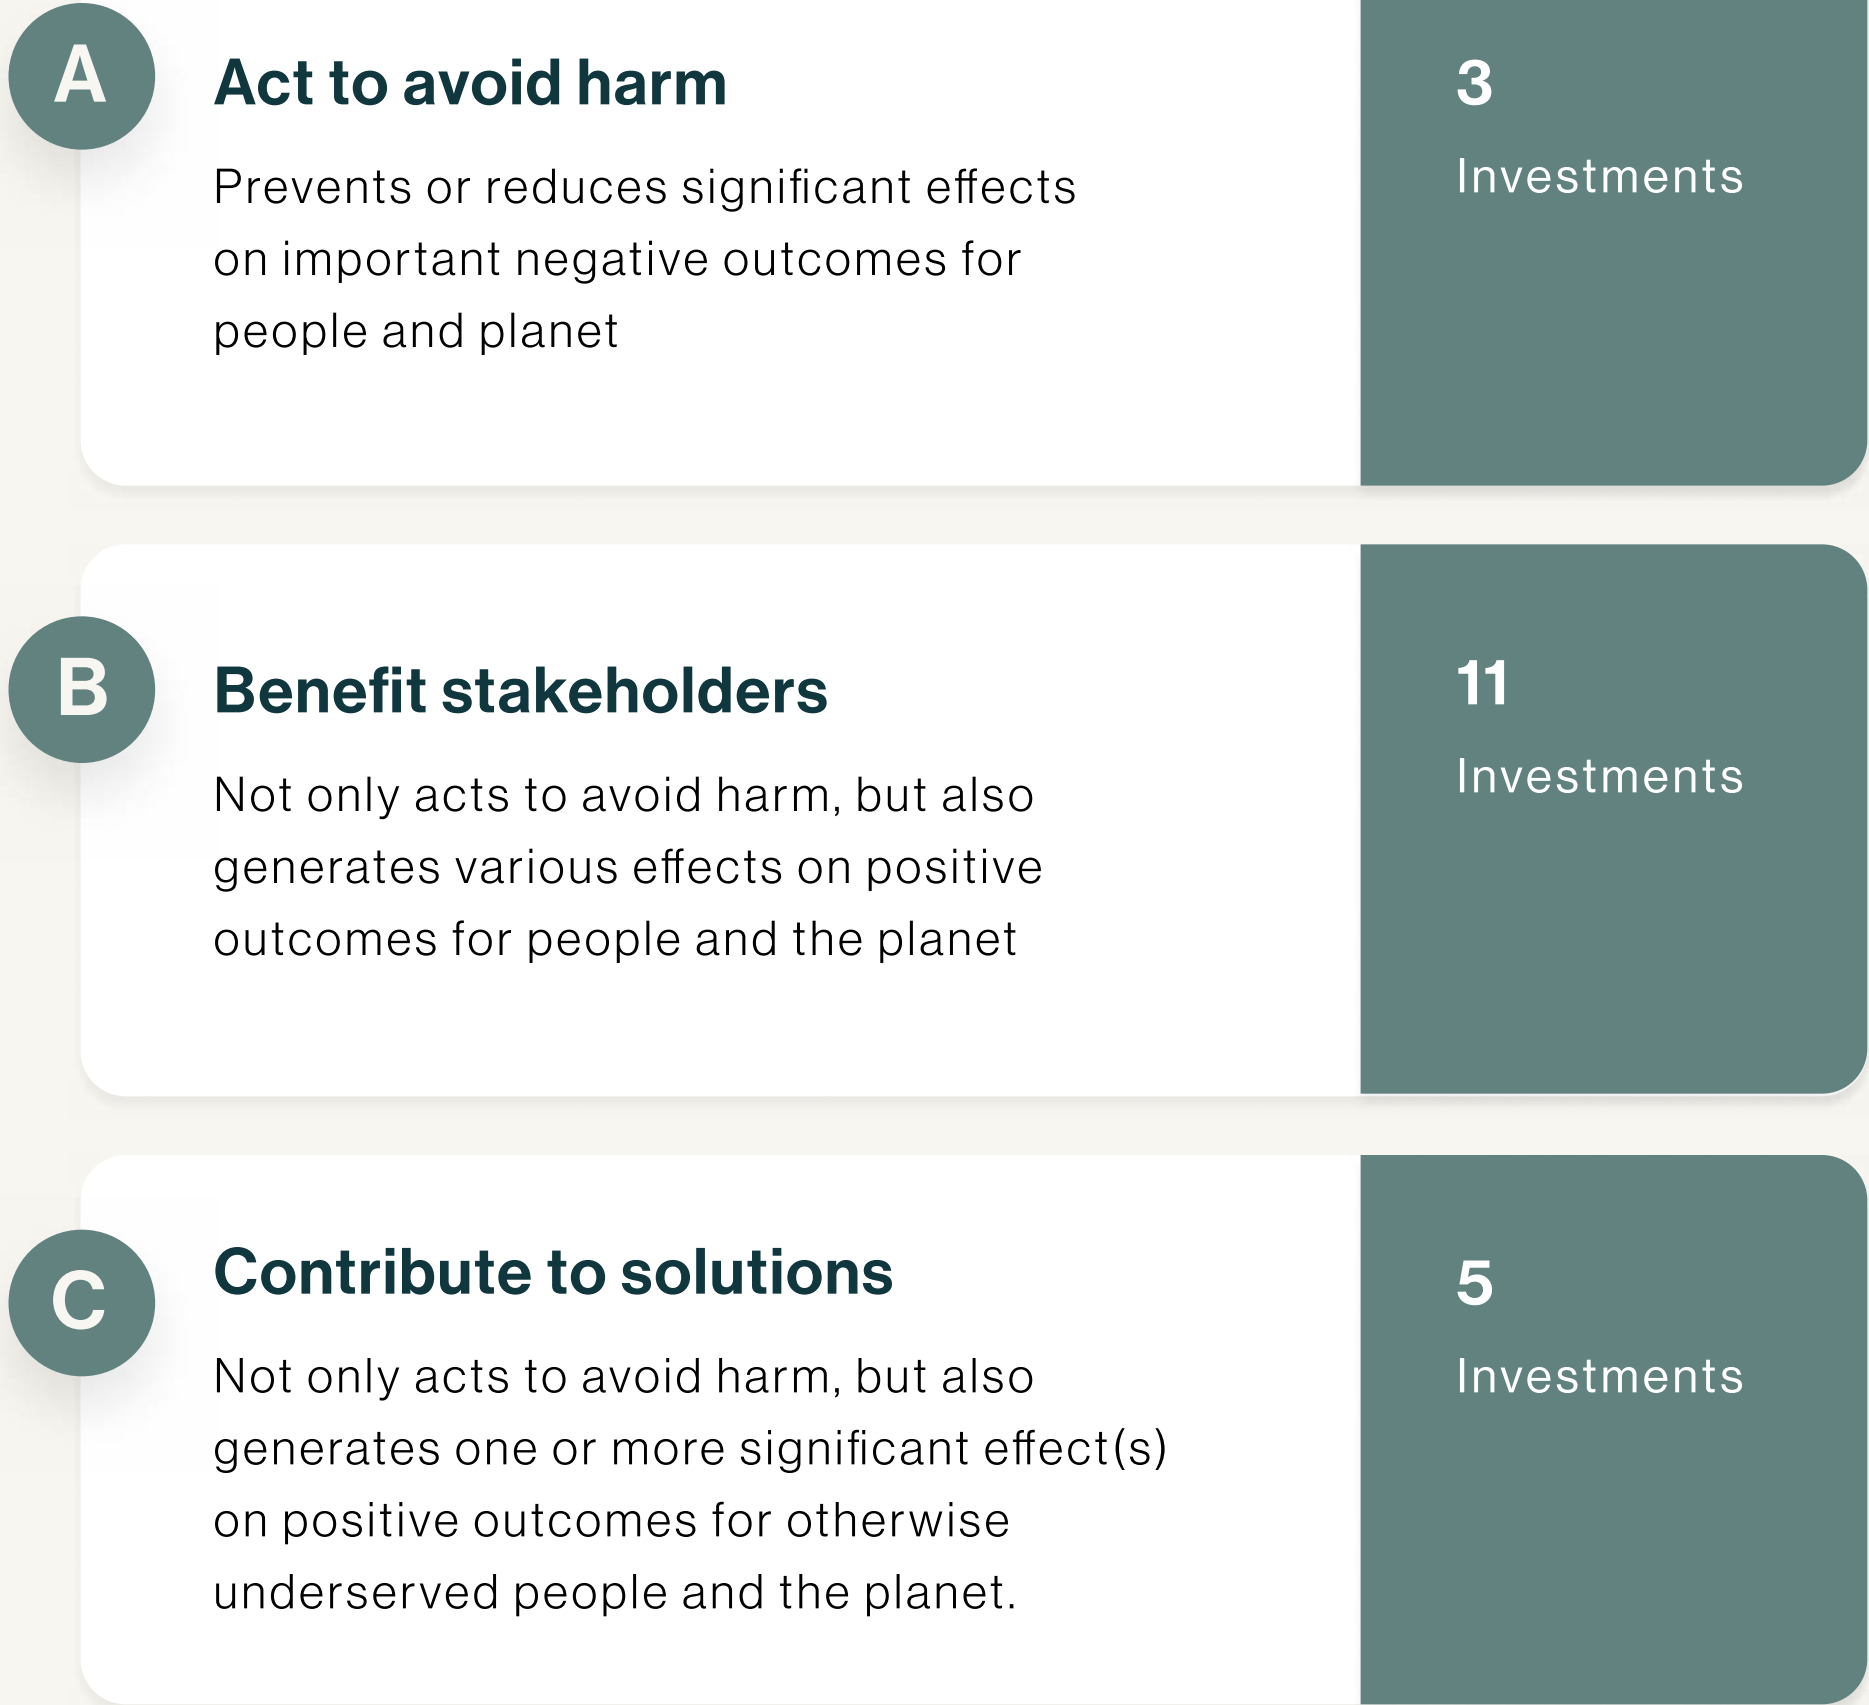 A
Act to avoid harm
Prevents or reduces significant effects
on important negative outcomes for
people and planet
3
Investments
B
Benefit stakeholders
Not only acts to avoid harm, but also
generates various effects on positive
outcomes for people and the planet
11
Investments
C
Contribute to solutions
Not only acts to avoid harm, but also
generates one or more significant effect(s)
on positive outcomes for otherwise
underserved people and the planet.
5
Investments